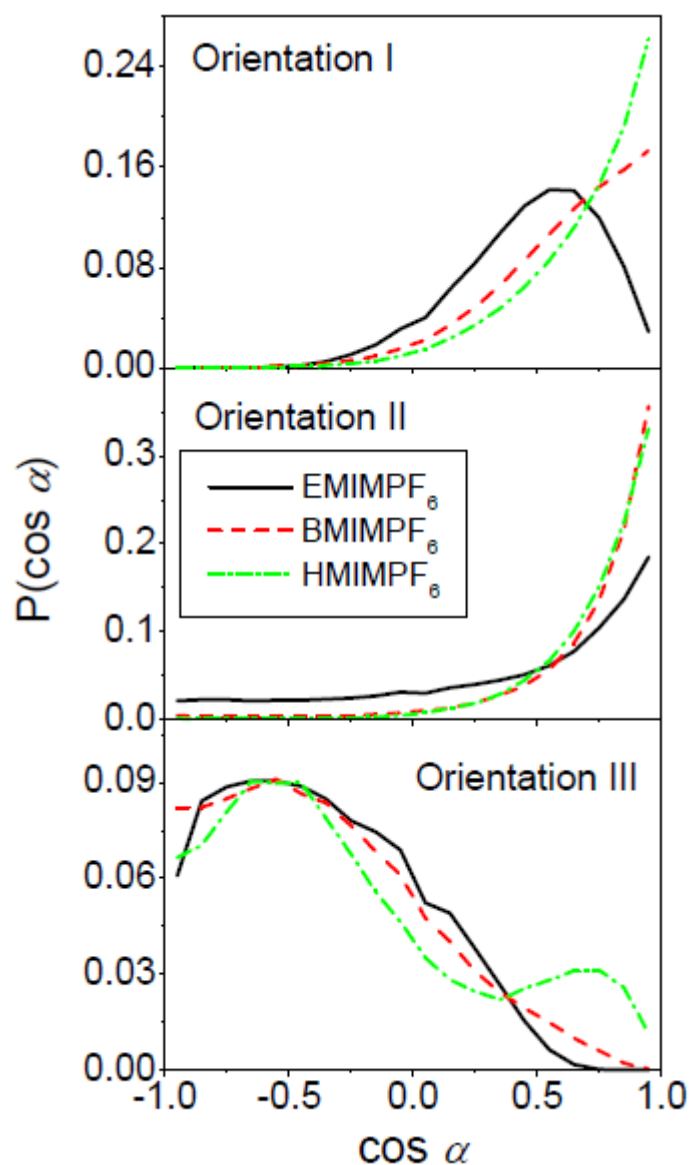 Orientation I
0.24
0.16
0.08
0.00
Orientation II
0.3
0.2
0.1
0.0
EMIMPF₆
BMIMPF₆
HMIMPF₆
P(cos α)
Orientation III
0.09
0.06
0.03
0.00
-1.0 -0.5 0.0 0.5 1.0
cos α